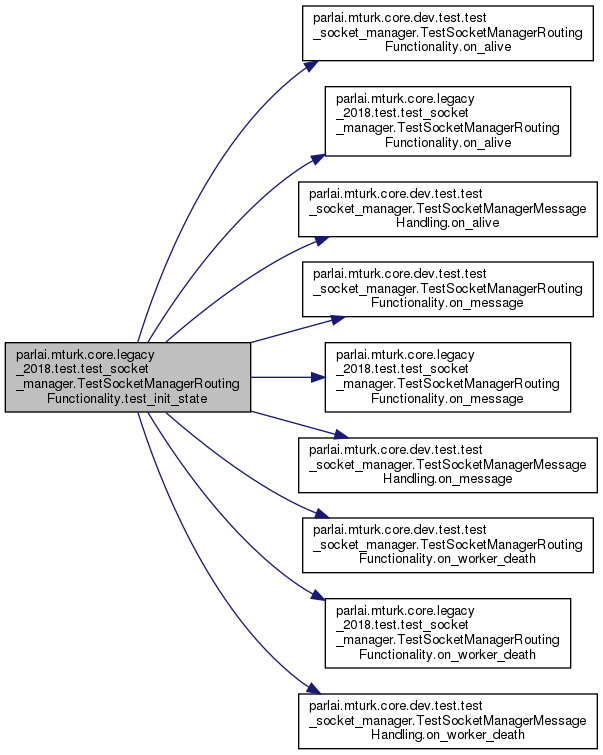 parlai.mturk.core.dev.test.test
_socket_manager.TestSocketManagerRouting
Functionality.on_alive
parlai.mturk.core.legacy
_2018.test.test_socket
_manager.TestSocketManagerRouting
Functionality.on_alive
parlai.mturk.core.dev.test.test
_socket_manager.TestSocketManagerMessage
Handling.on_alive
parlai.mturk.core.dev.test.test
_socket_manager.TestSocketManagerRouting
Functionality.on_message
parlai.mturk.core.legacy
_2018.test.test_socket
_manager.TestSocketManagerRouting
Functionality.test_init_state
parlai.mturk.core.legacy
_2018.test.test_socket
_manager.TestSocketManagerRouting
Functionality.on_message
parlai.mturk.core.dev.test.test
_socket_manager.TestSocketManagerMessage
Handling.on_message
parlai.mturk.core.dev.test.test
_socket_manager.TestSocketManagerRouting
Functionality.on_worker_death
parlai.mturk.core.legacy
_2018.test.test_socket
_manager.TestSocketManagerRouting
Functionality.on_worker_death
parlai.mturk.core.dev.test.test
_socket_manager.TestSocketManagerMessage
Handling.on_worker_death